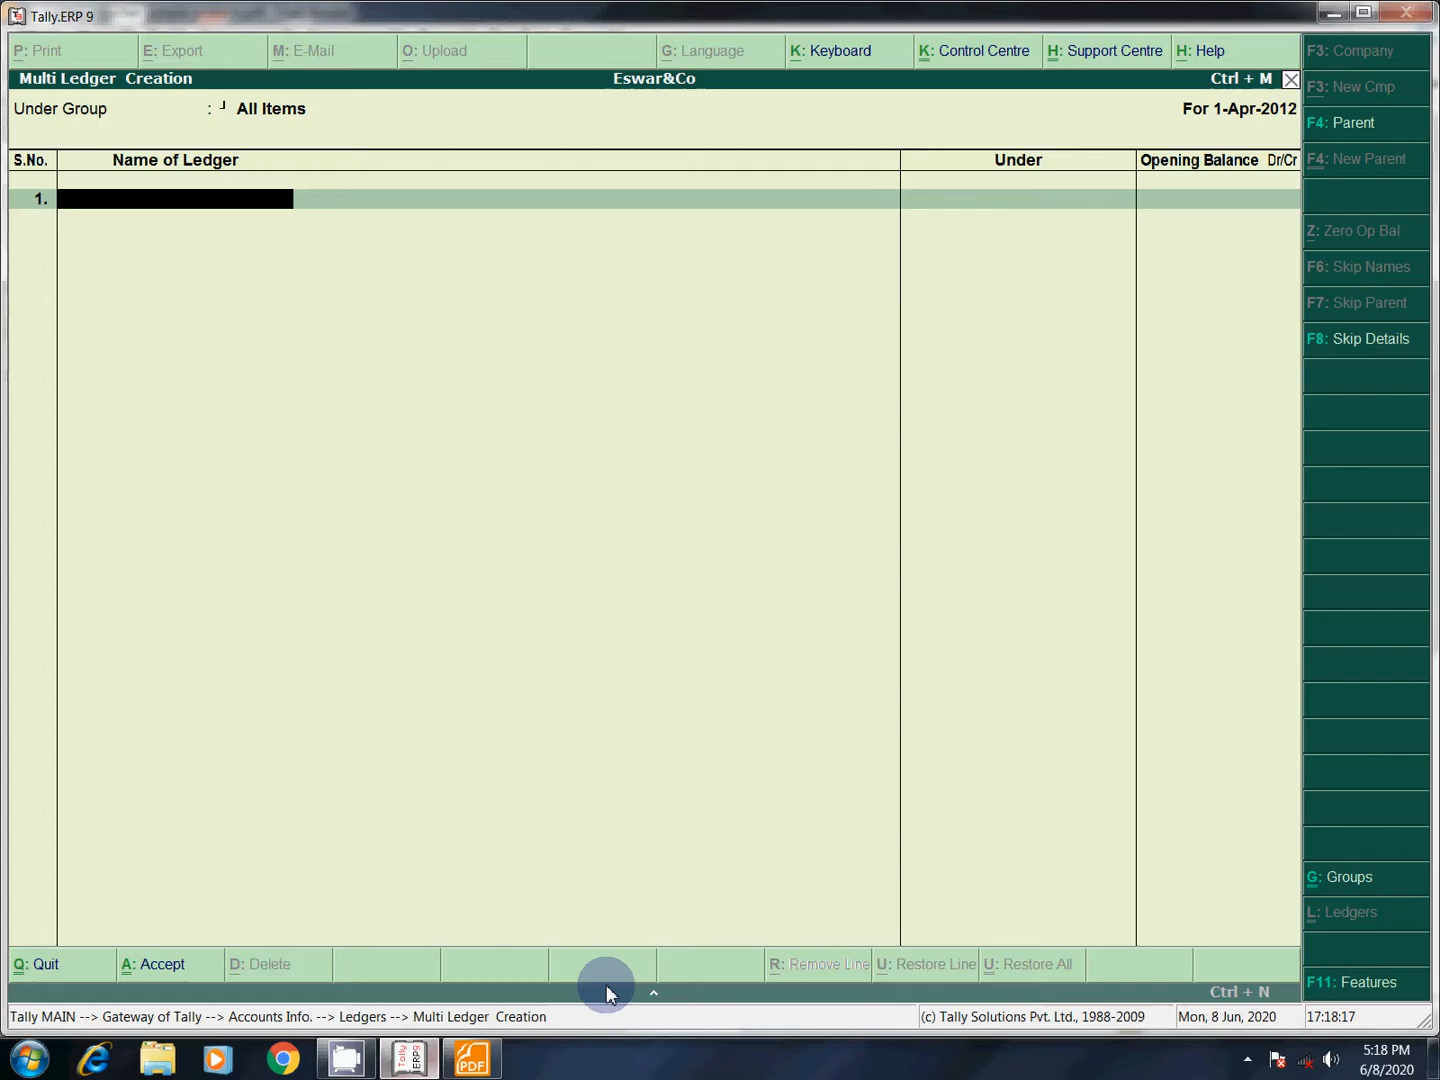 Tally.ERP 9
P: Print E: Export M: E-Mail O: Upload G: Language K: Keyboard K: Control Centre H: Support Centre H: Help
F3: Company
Multi Ledger Creation Eswar&Co Ctrl + M
F3: New Cmp
Under Group : All Items For 1-Apr-2012
F4: Parent
S.No. Name of Ledger Under Opening Balance Dr/Cr
F4: New Parent
1.
Z: Zero Op Bal
F6: Skip Names
F7: Skip Parent
F8: Skip Details
G: Groups
L: Ledgers
Q: Quit A: Accept D: Delete R: Remove Line U: Restore Line U: Restore All
F11: Features
Ctrl + N
Tally MAIN --> Gateway of Tally --> Accounts Info. --> Ledgers --> Multi Ledger Creation (c) Tally Solutions Pvt. Ltd., 1988-2009 Mon, 8 Jun, 2020 17:18:17
Tally ERP9 PDF
5:18 PM
6/8/2020